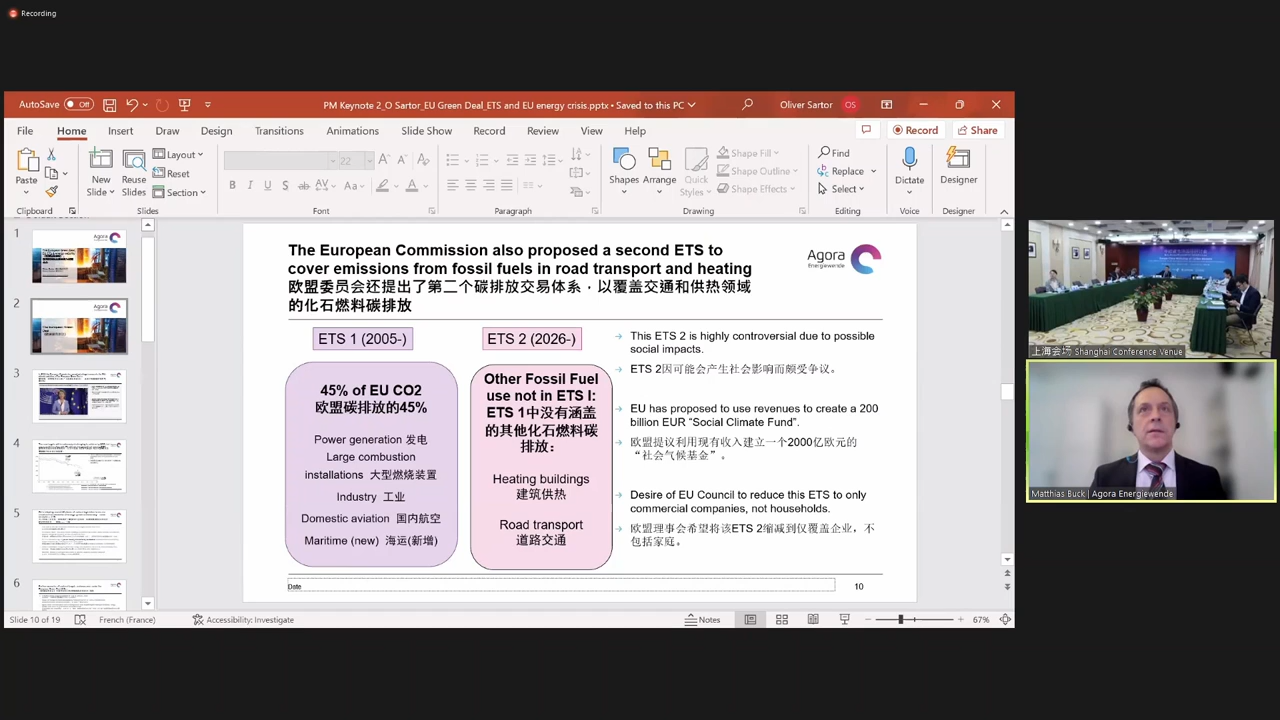 Recording
AutoSave Off
PM Keynote 2_O Sartor_EU Green Deal_ETS and EU energy crisis.pptx • Saved to this PC
Oliver Sartor OS
File Home Insert Draw Design Transitions Animations Slide Show Record Review View Help
Record Share
Paste
New Slide
Reuse Slides
Layout
Reset
Section
22
Shapes
Arrange
Quick Styles
Shape Fill
Shape Outline
Shape Effects
Find
Replace
Select
Dictate
Designer
Clipboard Slides Font Paragraph Drawing Editing Voice Designer
1
2
3
4
5
6
The European Commission also proposed a second ETS to
cover emissions from fossil fuels in road transport and heating
欧盟委员会还提出了第二个碳排放交易体系，以覆盖交通和供热领域
的化石燃料碳排放
Agora
Energiewende
ETS 1 (2005-)
45% of EU CO2
欧盟碳排放的45%
Power generation 发电
Large combustion
installations 大型燃烧装置
Industry 工业
Domestic aviation 国内航空
Maritime (new) 海运(新增)
ETS 2 (2026-)
Other Fossil Fuel
use not in ETS I:
ETS 1中没有涵盖
的其他化石燃料碳
排放：
Heating buildings
建筑供热
Road transport
道路交通
→ This ETS 2 is highly controversial due to possible
social impacts.
→ ETS 2因可能会产生社会影响而颇受争议。
→ EU has proposed to use revenues to create a 200
billion EUR “Social Climate Fund”.
→ 欧盟提议利用现有收入建立一个2000亿欧元的
“社会气候基金”。
→ Desire of EU Council to reduce this ETS to only
commercial companies, not households.
→ 欧盟理事会希望将该ETS 2缩减到仅覆盖企业，不
包括家庭。
Date
10
Slide 10 of 19 French (France) Accessibility: Investigate Notes 67%
上海会场 Shanghai Conference Venue
Matthias Buck | Agora Energiewende